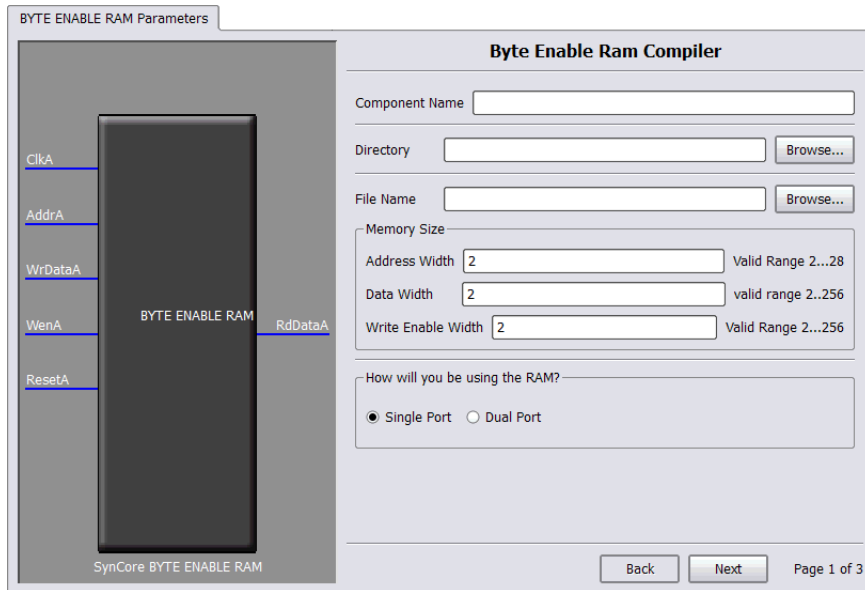 BYTE ENABLE RAM Parameters
Byte Enable Ram Compiler
Component Name
Directory
Browse...
File Name
Browse...
Memory Size
Address Width 2 Valid Range 2...28
Data Width 2 valid range 2..256
Write Enable Width 2 Valid Range 2...256
How will you be using the RAM?
Single Port Dual Port
ClkA
AddrA
WrDataA
WenA
ResetA
BYTE ENABLE RAM
RdDataA
SynCore BYTE ENABLE RAM
Back Next Page 1 of 3